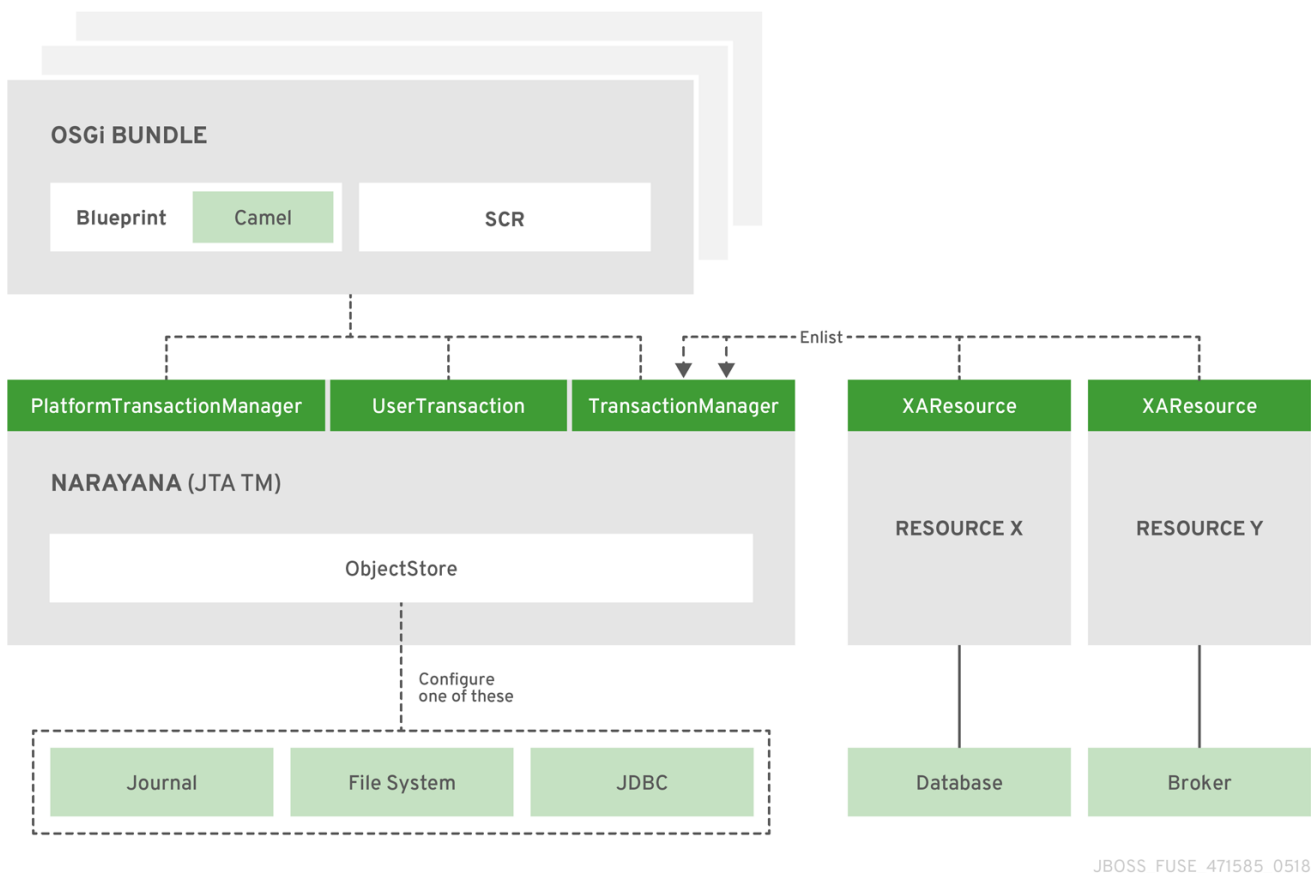 OSGi BUNDLE
Blueprint
Camel
SCR
Enlist
PlatformTransactionManager
UserTransaction
TransactionManager
XAResource
XAResource
NARAYANA (JTA TM)
ObjectStore
RESOURCE X
RESOURCE Y
Configure
one of these
Journal
File System
JDBC
Database
Broker
JBOSS FUSE 471585 0518